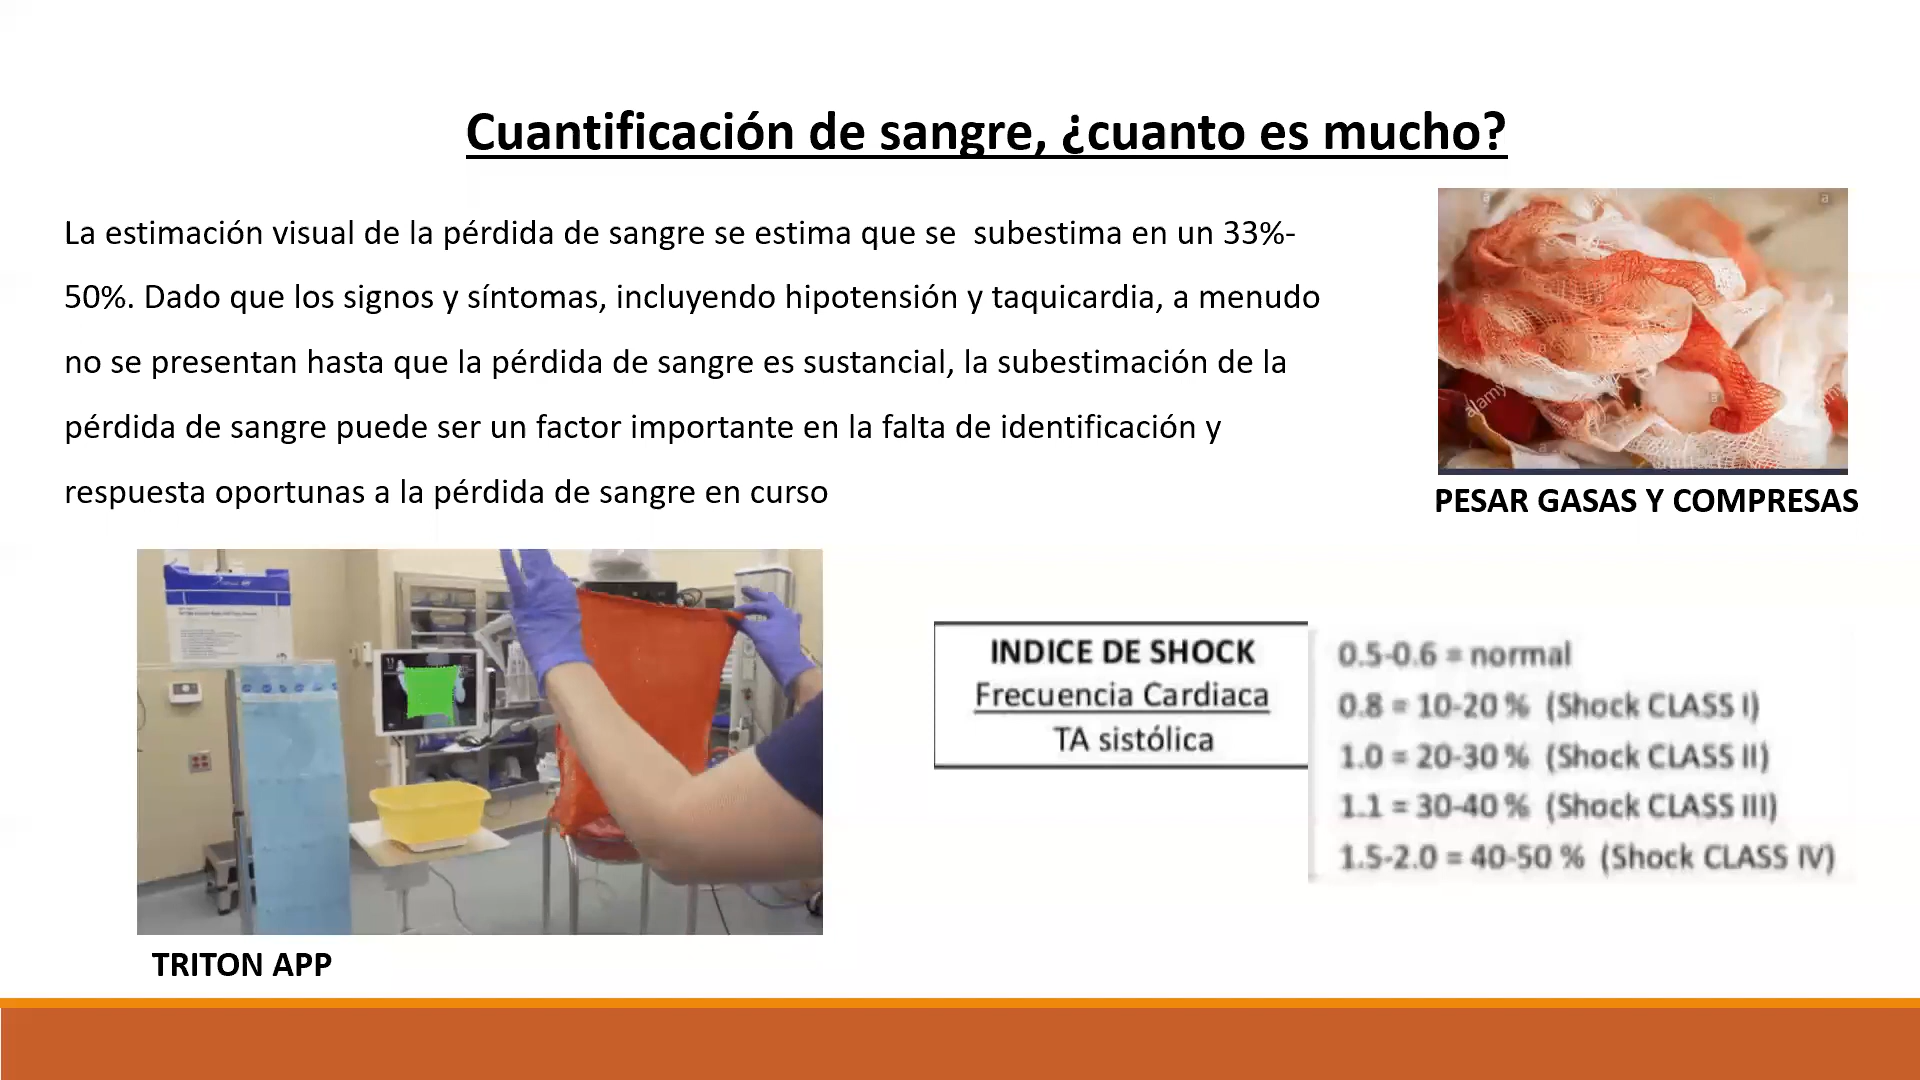 Cuantificación de sangre, ¿cuanto es mucho?
La estimación visual de la pérdida de sangre se estima que se  subestima en un 33%-
50%. Dado que los signos y síntomas, incluyendo hipotensión y taquicardia, a menudo
no se presentan hasta que la pérdida de sangre es sustancial, la subestimación de la
pérdida de sangre puede ser un factor importante en la falta de identificación y
respuesta oportunas a la pérdida de sangre en curso
alamy
PESAR GASAS Y COMPRESAS
INDICE DE SHOCK
Frecuencia Cardiaca
TA sistólica
0.5-0.6 = normal
0.8 = 10-20 %  (Shock CLASS I)
1.0 = 20-30 %  (Shock CLASS II)
1.1 = 30-40 %  (Shock CLASS III)
1.5-2.0 = 40-50 %  (Shock CLASS IV)
TRITON APP